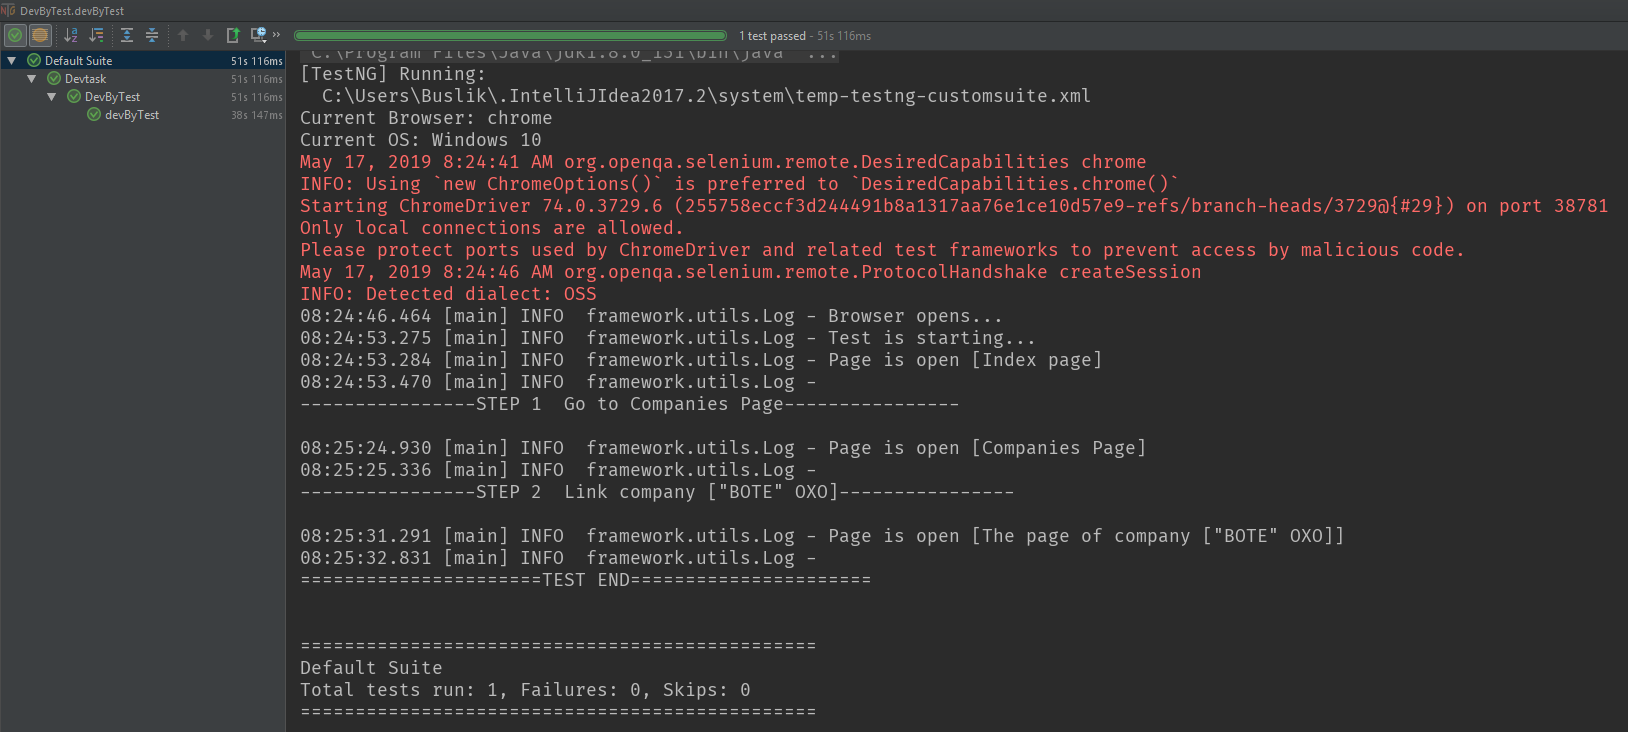 DevByTest.devByTest
1 test passed - 51s 116ms
Default Suite 51s 116ms
Devtask 51s 116ms
DevByTest 51s 116ms
devByTest 38s 147ms
C:\Program Files\Java\jdk1.8.0_131\bin\java ...
[TestNG] Running:
C:\Users\Buslik\.IntelliJIdea2017.2\system\temp-testng-customsuite.xml
Current Browser: chrome
Current OS: Windows 10
May 17, 2019 8:24:41 AM org.openqa.selenium.remote.DesiredCapabilities chrome
INFO: Using `new ChromeOptions()` is preferred to `DesiredCapabilities.chrome()`
Starting ChromeDriver 74.0.3729.6 (255758eccf3d244491b8a1317aa76e1ce10d57e9-refs/branch-heads/3729@{#29}) on port 38781
Only local connections are allowed.
Please protect ports used by ChromeDriver and related test frameworks to prevent access by malicious code.
May 17, 2019 8:24:46 AM org.openqa.selenium.remote.ProtocolHandshake createSession
INFO: Detected dialect: OSS
08:24:46.464 [main] INFO  framework.utils.Log - Browser opens...
08:24:53.275 [main] INFO  framework.utils.Log - Test is starting...
08:24:53.284 [main] INFO  framework.utils.Log - Page is open [Index page]
08:24:53.470 [main] INFO  framework.utils.Log -
----------------STEP 1  Go to Companies Page----------------
08:25:24.930 [main] INFO  framework.utils.Log - Page is open [Companies Page]
08:25:25.336 [main] INFO  framework.utils.Log -
----------------STEP 2  Link company ["BOTE" OXO]----------------
08:25:31.291 [main] INFO  framework.utils.Log - Page is open [The page of company ["BOTE" OXO]]
08:25:32.831 [main] INFO  framework.utils.Log -
======================TEST END======================
===============================================
Default Suite
Total tests run: 1, Failures: 0, Skips: 0
===============================================